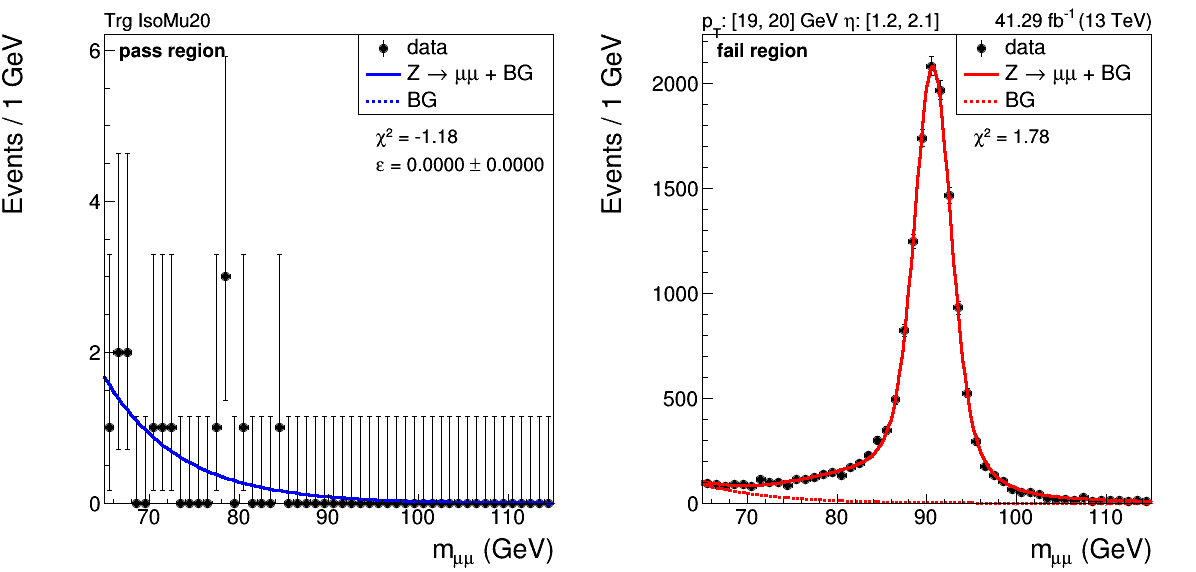 Trg IsoMu20
pass region
data
Z → μμ + BG
BG
χ² = -1.18
ε = 0.0000 ± 0.0000
Events / 1 GeV
6
4
2
0
70
80
90
100
110
mμμ (GeV)
pT: [19, 20] GeV η: [1.2, 2.1]
41.29 fb⁻¹ (13 TeV)
fail region
data
Z → μμ + BG
BG
χ² = 1.78
Events / 1 GeV
2000
1500
1000
500
0
70
80
90
100
110
mμμ (GeV)